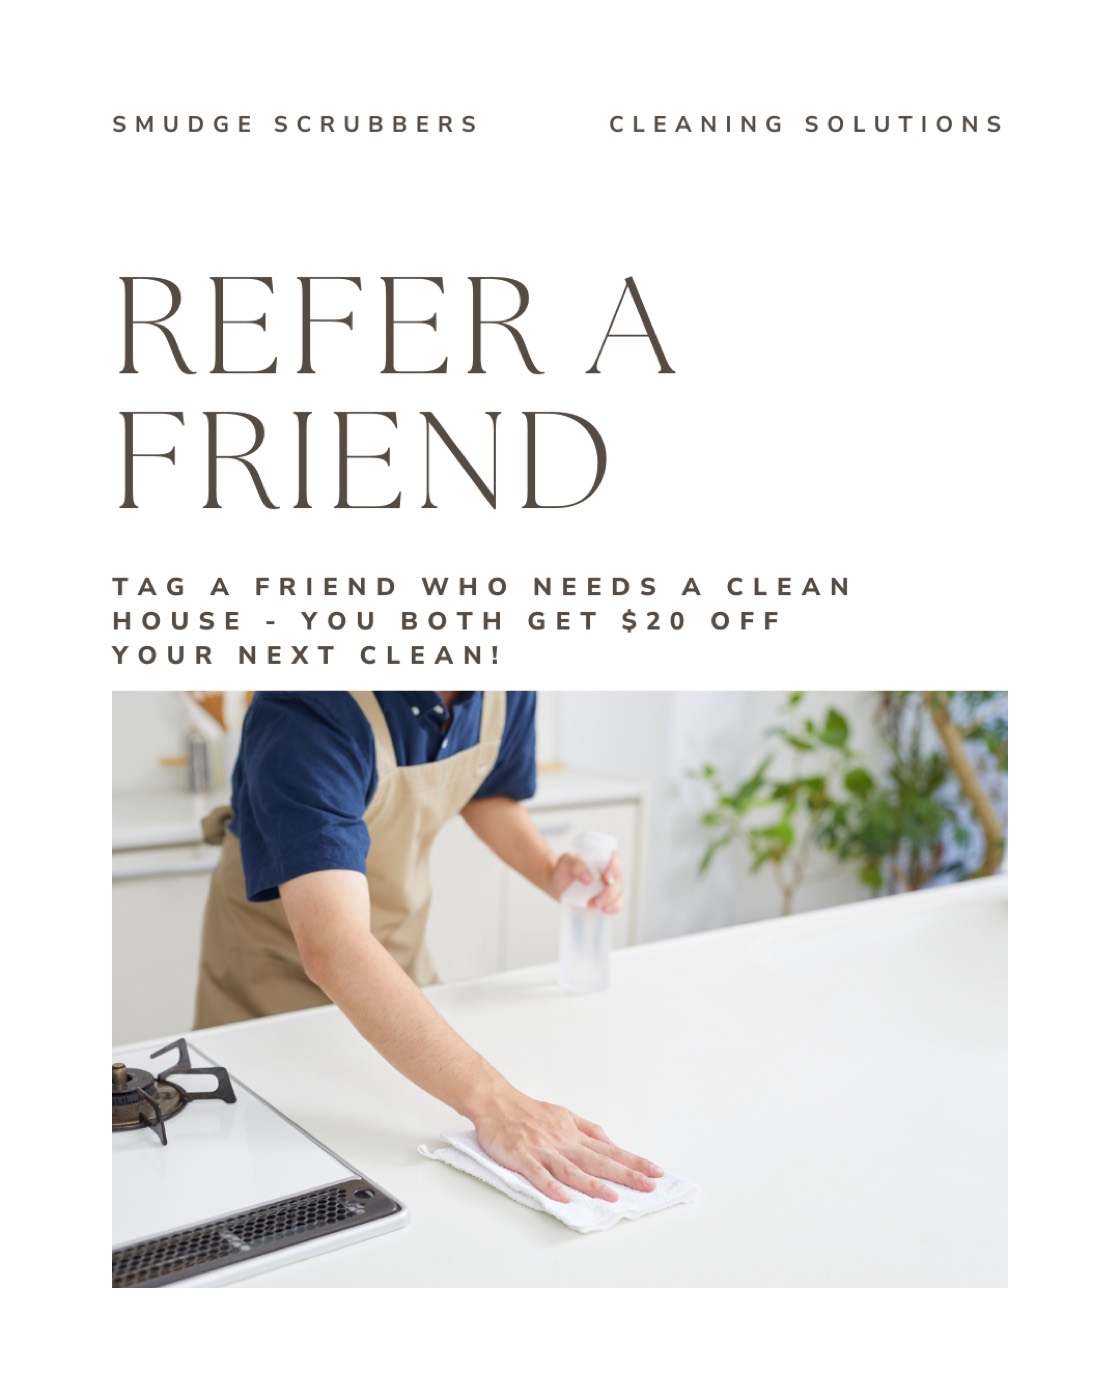 SMUDGE SCRUBBERS
CLEANING SOLUTIONS
REFER A
FRIEND
TAG A FRIEND WHO NEEDS A CLEAN
HOUSE - YOU BOTH GET $20 OFF
YOUR NEXT CLEAN!